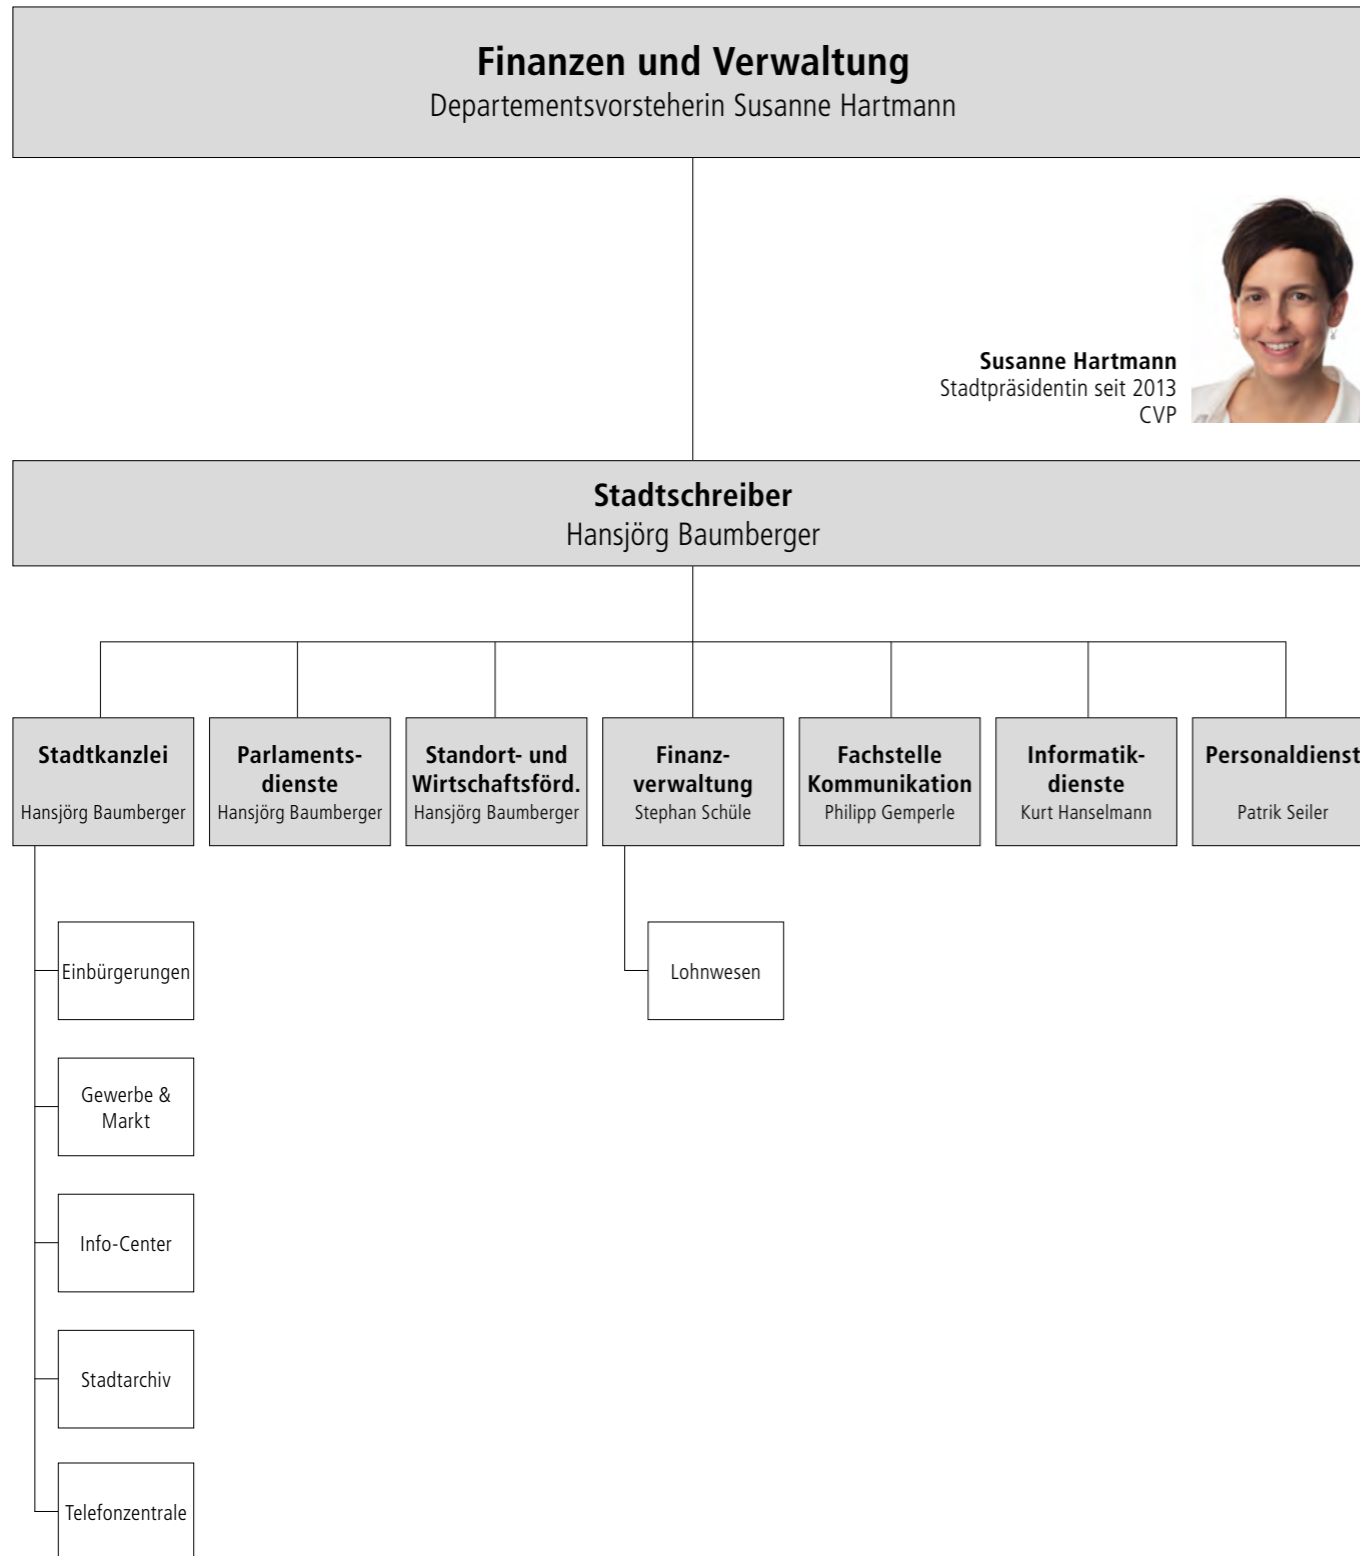 Finanzen und Verwaltung
Departementsvorsteherin Susanne Hartmann
Susanne Hartmann
Stadtpräsidentin seit 2013
CVP
Stadtschreiber
Hansjörg Baumberger
Stadtkanzlei
Hansjörg Baumberger
Parlaments-
dienste
Hansjörg Baumberger
Standort- und
Wirtschaftsförd.
Hansjörg Baumberger
Finanz-
verwaltung
Stephan Schüle
Fachstelle
Kommunikation
Philipp Gemperle
Informatik-
dienste
Kurt Hanselmann
Personaldienst
Patrik Seiler
Einbürgerungen
Lohnwesen
Gewerbe &
Markt
Info-Center
Stadtarchiv
Telefonzentrale